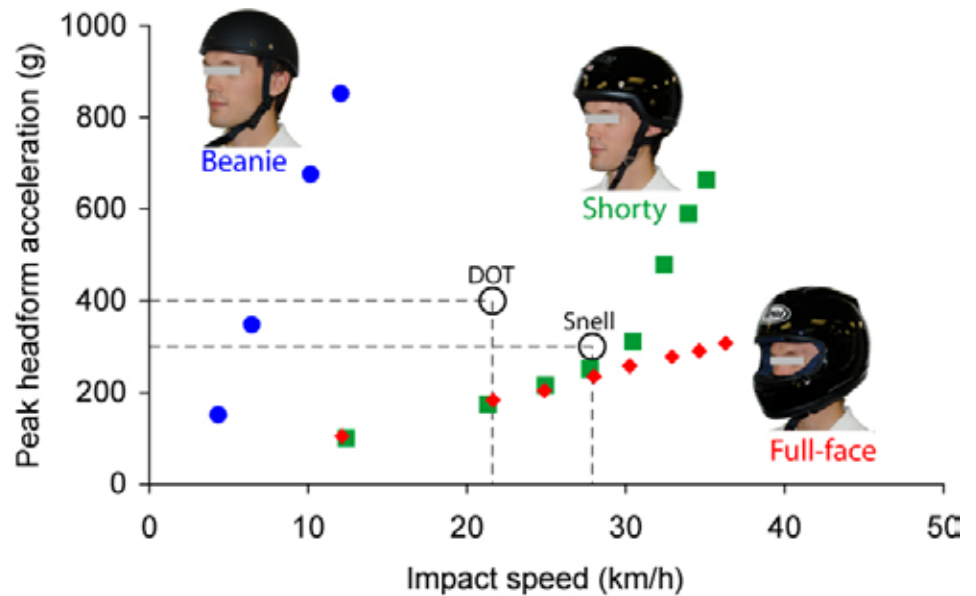 1000
800
600
400
200
0
Peak headform acceleration (g)
Beanie
Shorty
DOT
Snell
Full-face
0 10 20 30 40 50
Impact speed (km/h)